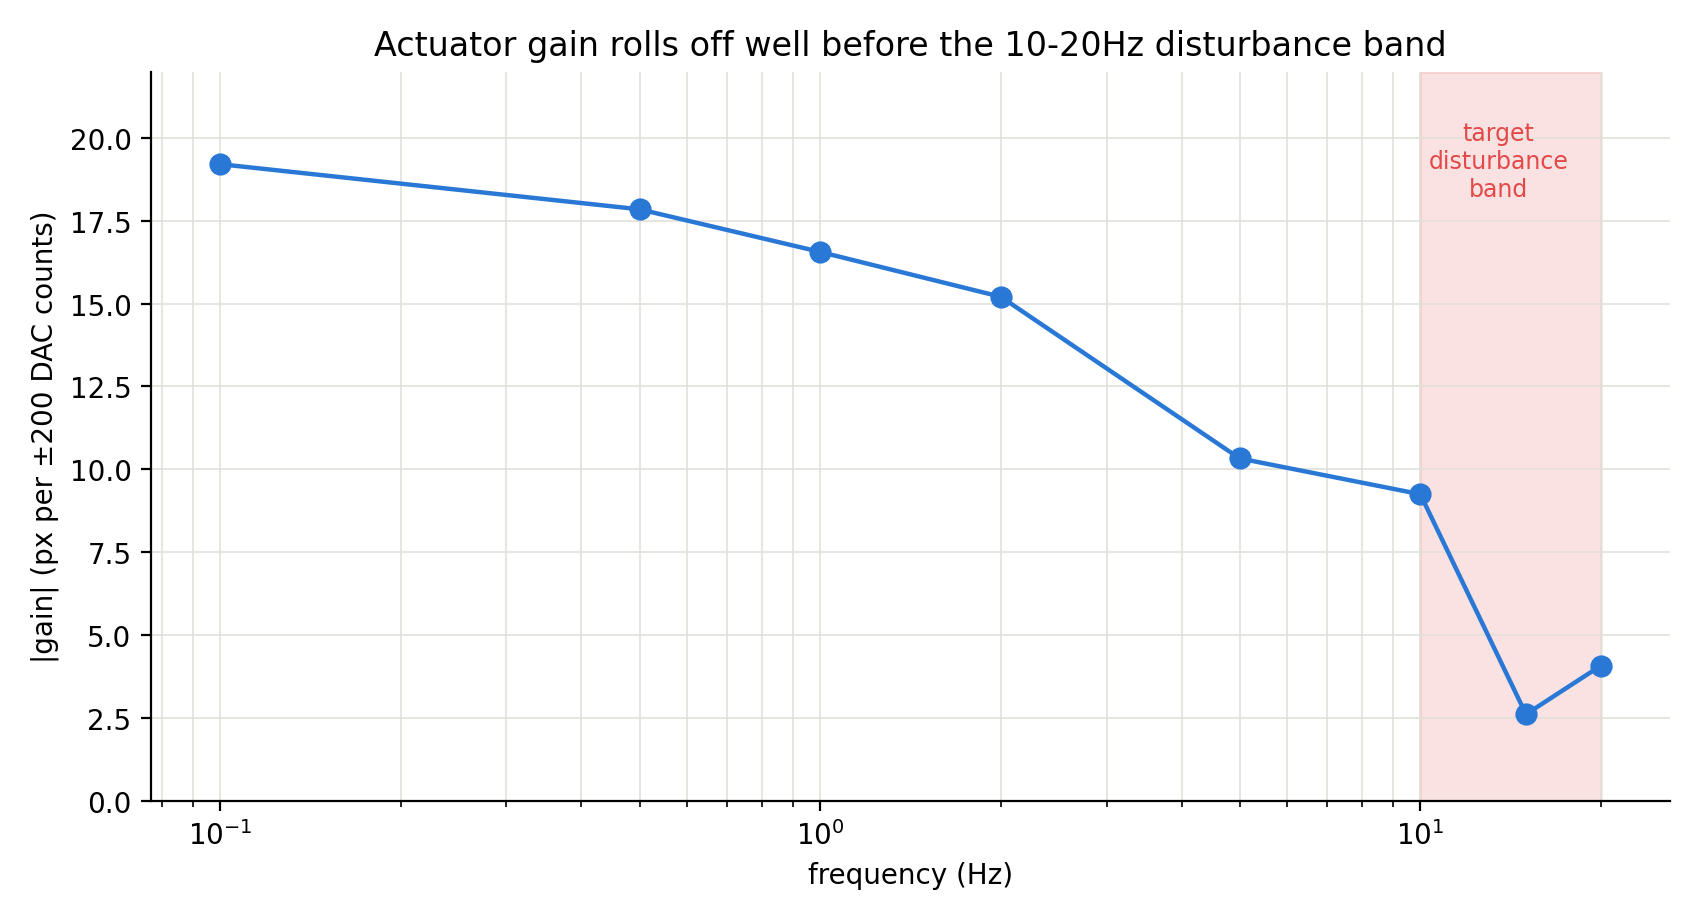 Actuator gain rolls off well before the 10-20Hz disturbance band
|gain| (px per ±200 DAC counts)
20.0
17.5
15.0
12.5
10.0
7.5
5.0
2.5
0.0
target
disturbance
band
10⁻¹
10⁰
10¹
frequency (Hz)